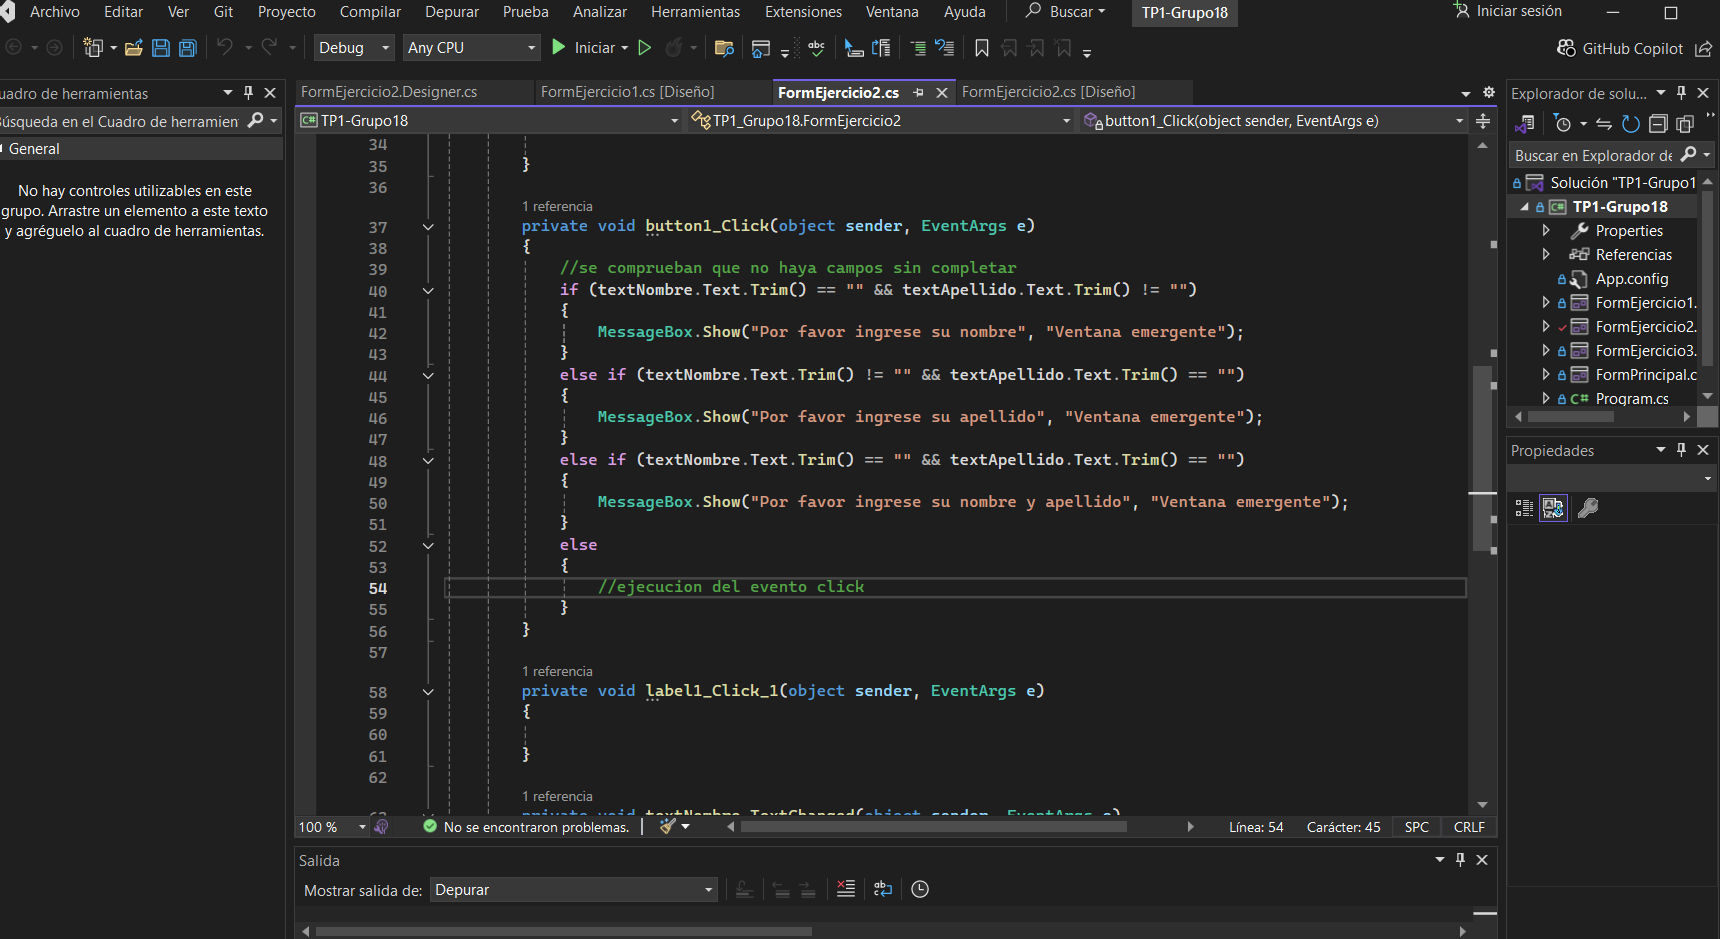 Archivo Editar Ver Git Proyecto Compilar Depurar Prueba Analizar Herramientas Extensiones Ventana Ayuda Buscar TP1-Grupo18 Iniciar sesión
Debug Any CPU Iniciar GitHub Copilot
uadro de herramientas
Búsqueda en el Cuadro de herramien
General
No hay controles utilizables en este
grupo. Arrastre un elemento a este texto
y agréguelo al cuadro de herramientas.
FormEjercicio2.Designer.cs FormEjercicio1.cs [Diseño] FormEjercicio2.cs FormEjercicio2.cs [Diseño]
TP1-Grupo18 TP1_Grupo18.FormEjercicio2 button1_Click(object sender, EventArgs e)
34
35 }
36
1 referencia
37 private void button1_Click(object sender, EventArgs e)
38 {
39 //se comprueban que no haya campos sin completar
40 if (textNombre.Text.Trim() == "" && textApellido.Text.Trim() != "")
41 {
42 MessageBox.Show("Por favor ingrese su nombre", "Ventana emergente");
43 }
44 else if (textNombre.Text.Trim() != "" && textApellido.Text.Trim() == "")
45 {
46 MessageBox.Show("Por favor ingrese su apellido", "Ventana emergente");
47 }
48 else if (textNombre.Text.Trim() == "" && textApellido.Text.Trim() == "")
49 {
50 MessageBox.Show("Por favor ingrese su nombre y apellido", "Ventana emergente");
51 }
52 else
53 {
54 //ejecucion del evento click
55 }
56 }
57
1 referencia
58 private void label1_Click_1(object sender, EventArgs e)
59 {
60
61 }
62
1 referencia
63 private void textNombre_TextChanged(object sender, EventArgs e)
100 % No se encontraron problemas. Línea: 54 Carácter: 45 SPC CRLF
Salida
Mostrar salida de: Depurar
Explorador de solu...
Buscar en Explorador de
Solución "TP1-Grupo1
TP1-Grupo18
Properties
Referencias
App.config
FormEjercicio1.
FormEjercicio2.
FormEjercicio3.
FormPrincipal.c
Program.cs
Propiedades